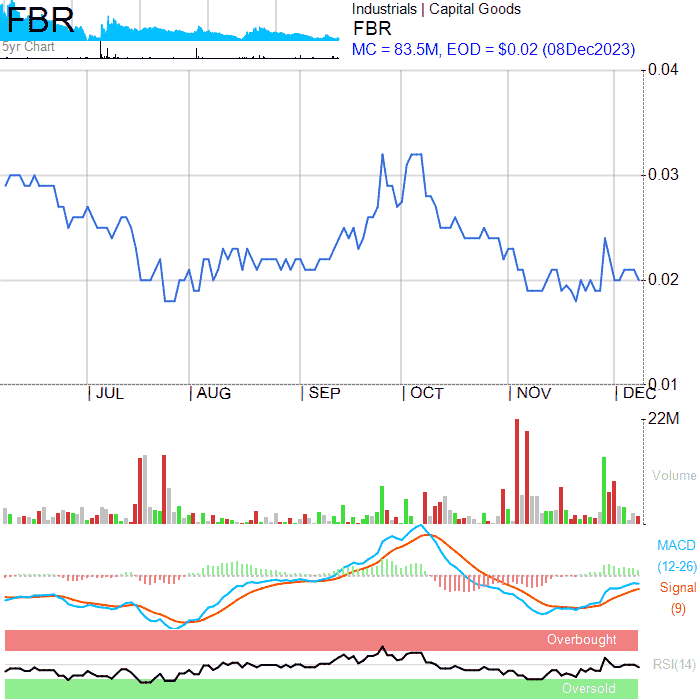 FBR
5yr Chart
Industrials | Capital Goods
FBR
MC = 83.5M, EOD = $0.02 (08Dec2023)
0.04
0.03
0.02
0.01
JUL AUG SEP OCT NOV DEC
22M
Volume
MACD
(12-26)
Signal
(9)
Overbought
RSI(14)
Oversold